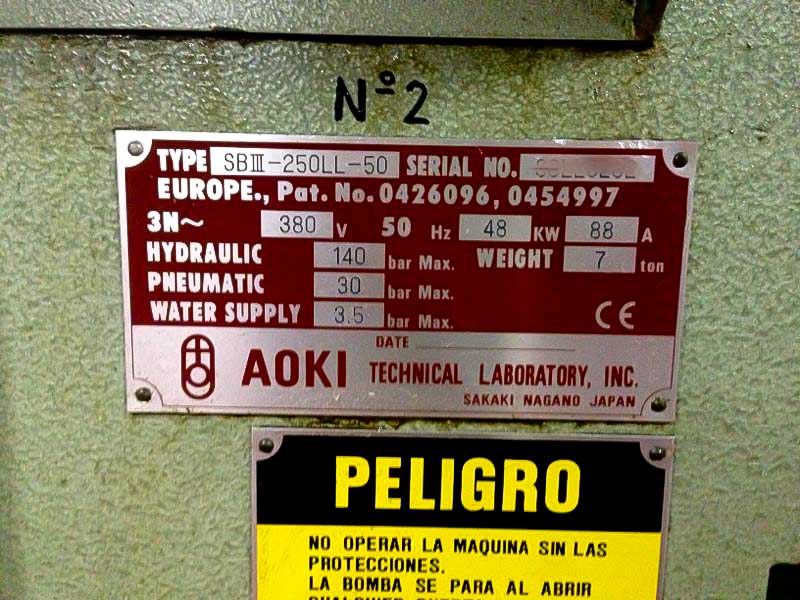 Nº2
TYPE SBⅢ-250LL-50 SERIAL NO.
EUROPE., Pat. No. 0426096, 0454997
3N~ 380 V 50 Hz 48 KW 88 A
HYDRAULIC 140 bar Max. WEIGHT 7 ton
PNEUMATIC 30 bar Max.
WATER SUPPLY 3.5 bar Max.
CE
DATE
AOKI TECHNICAL LABORATORY, INC.
SAKAKI NAGANO JAPAN
PELIGRO
NO OPERAR LA MAQUINA SIN LAS
PROTECCIONES.
LA BOMBA SE PARA AL ABRIR